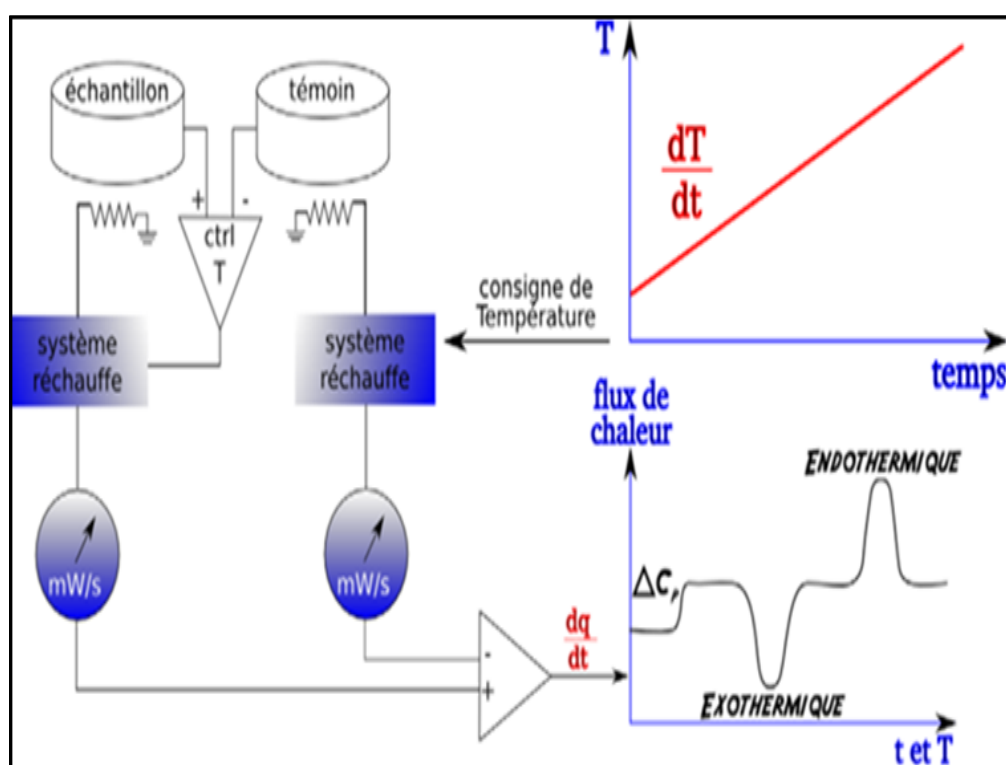 échantillon
témoin
+
-
ctrl
T
système
réchauffe
système
réchauffe
mW/s
mW/s
consigne de
Température
T
dT
dt
temps
-
+
dq
dt
flux de
chaleur
ΔCp
ENDOTHERMIQUE
EXOTHERMIQUE
t et T